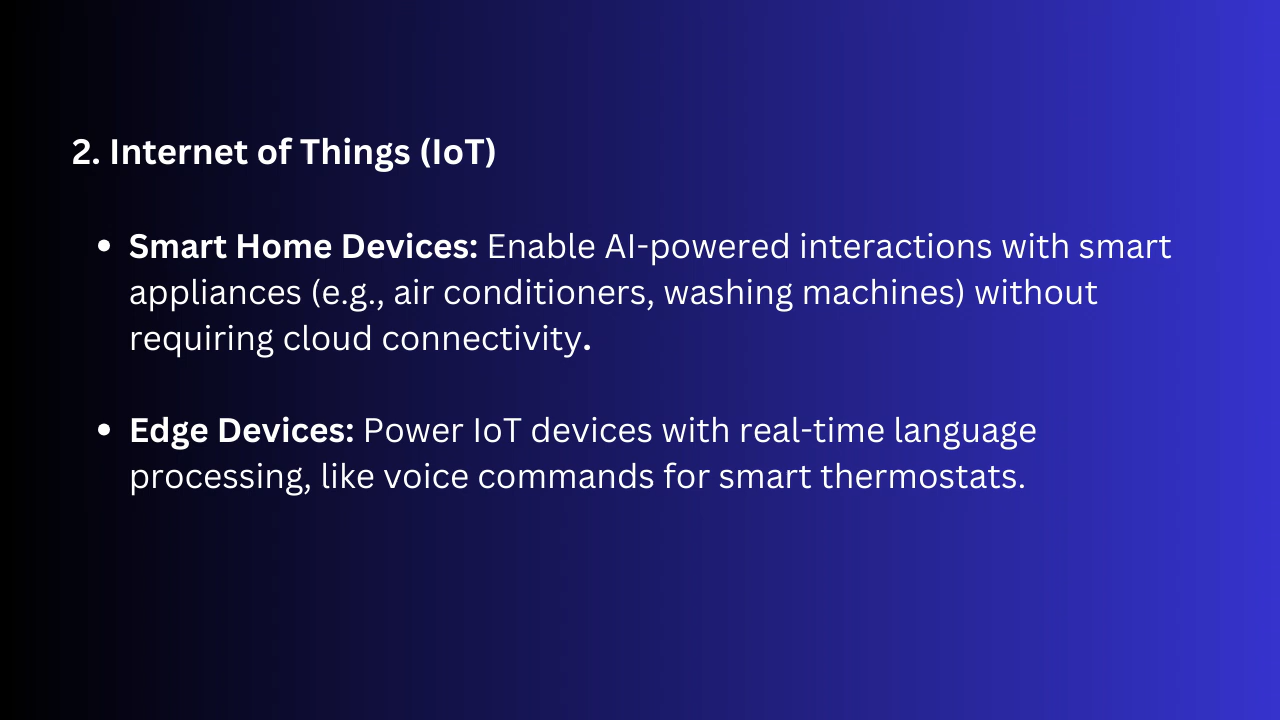 2. Internet of Things (IoT)
• Smart Home Devices: Enable AI-powered interactions with smart
appliances (e.g., air conditioners, washing machines) without
requiring cloud connectivity.
• Edge Devices: Power IoT devices with real-time language
processing, like voice commands for smart thermostats.